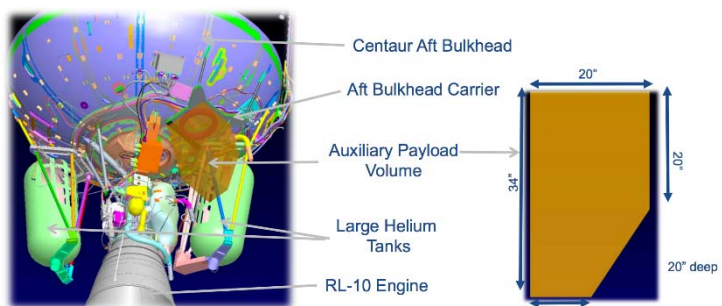 Centaur Aft Bulkhead
Aft Bulkhead Carrier
Auxiliary Payload
Volume
Large Helium
Tanks
RL-10 Engine
20"
20"
34"
20" deep